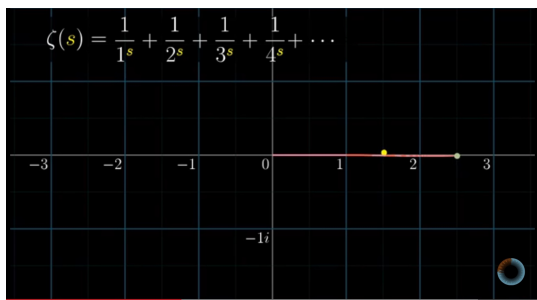 ζ(s) = 1/1^s + 1/2^s + 1/3^s + 1/4^s + ⋯
−3 −2 −1 0 1 2 3
−1i